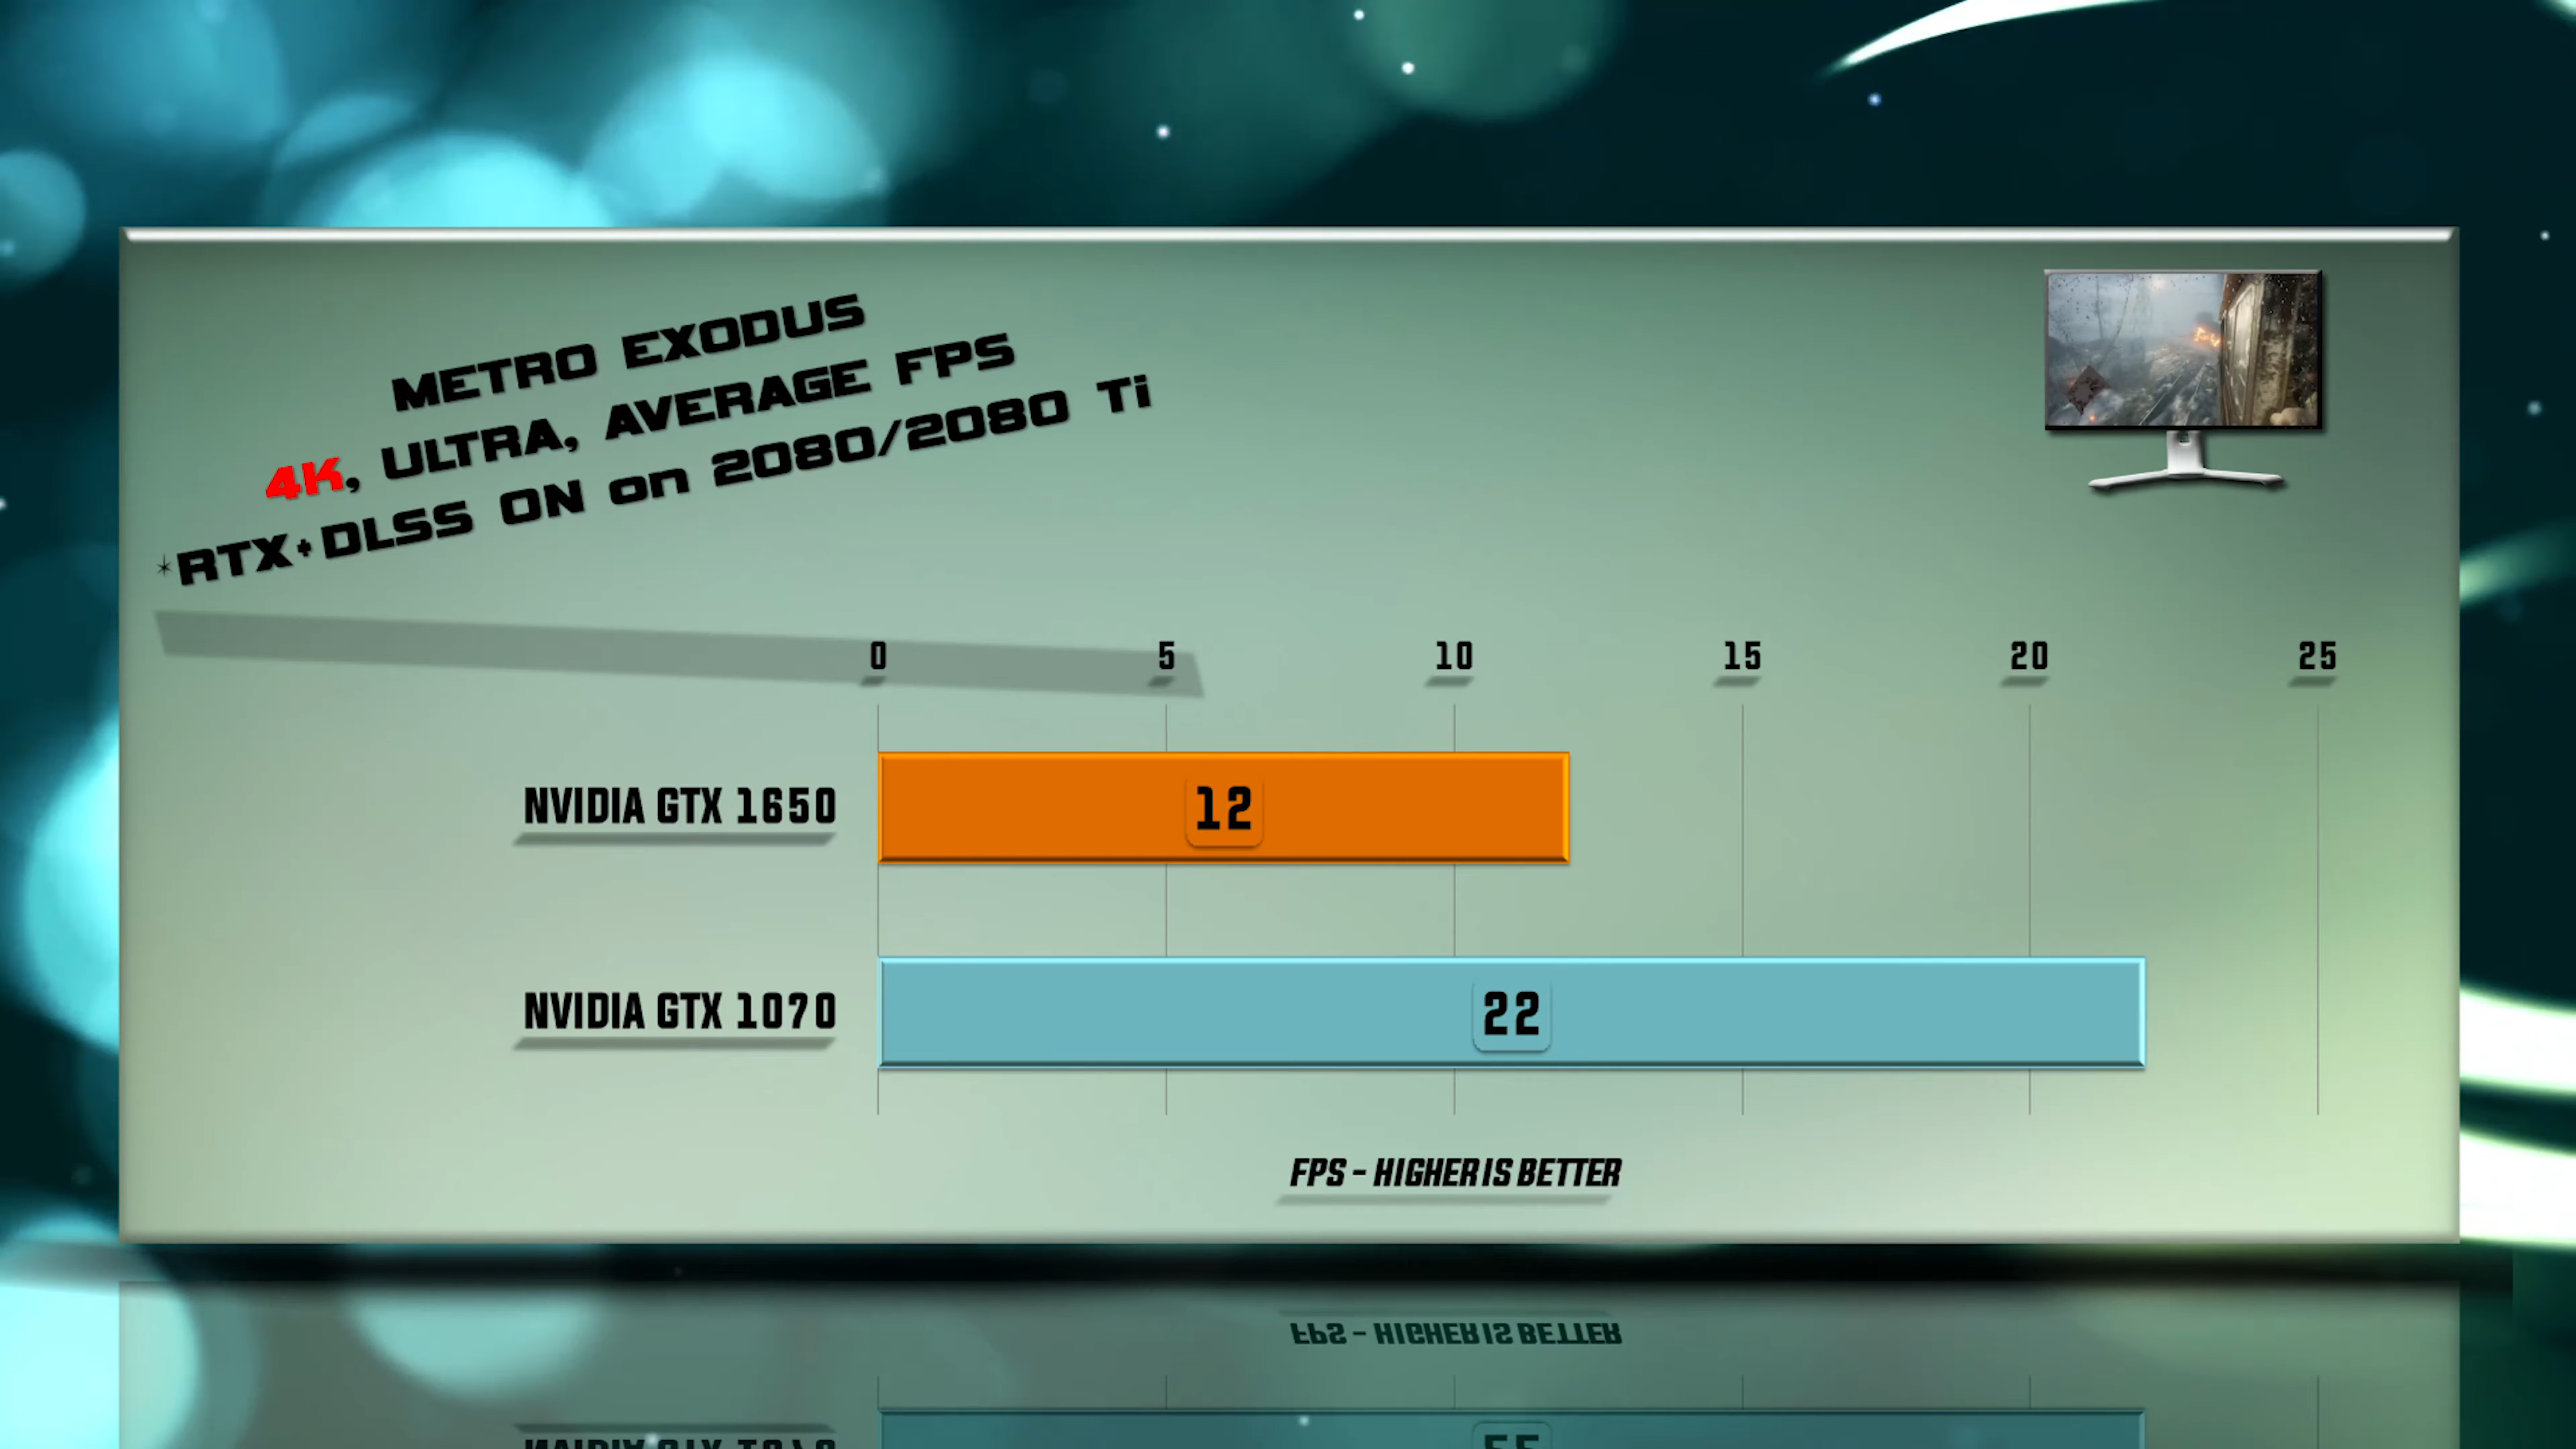 METRO EXODUS
4K, ULTRA, AVERAGE FPS
*RTX+DLSS ON on 2080/2080 Ti
0 5 10 15 20 25
NVIDIA GTX 1650 12
NVIDIA GTX 1070 22
FPS - HIGHER IS BETTER